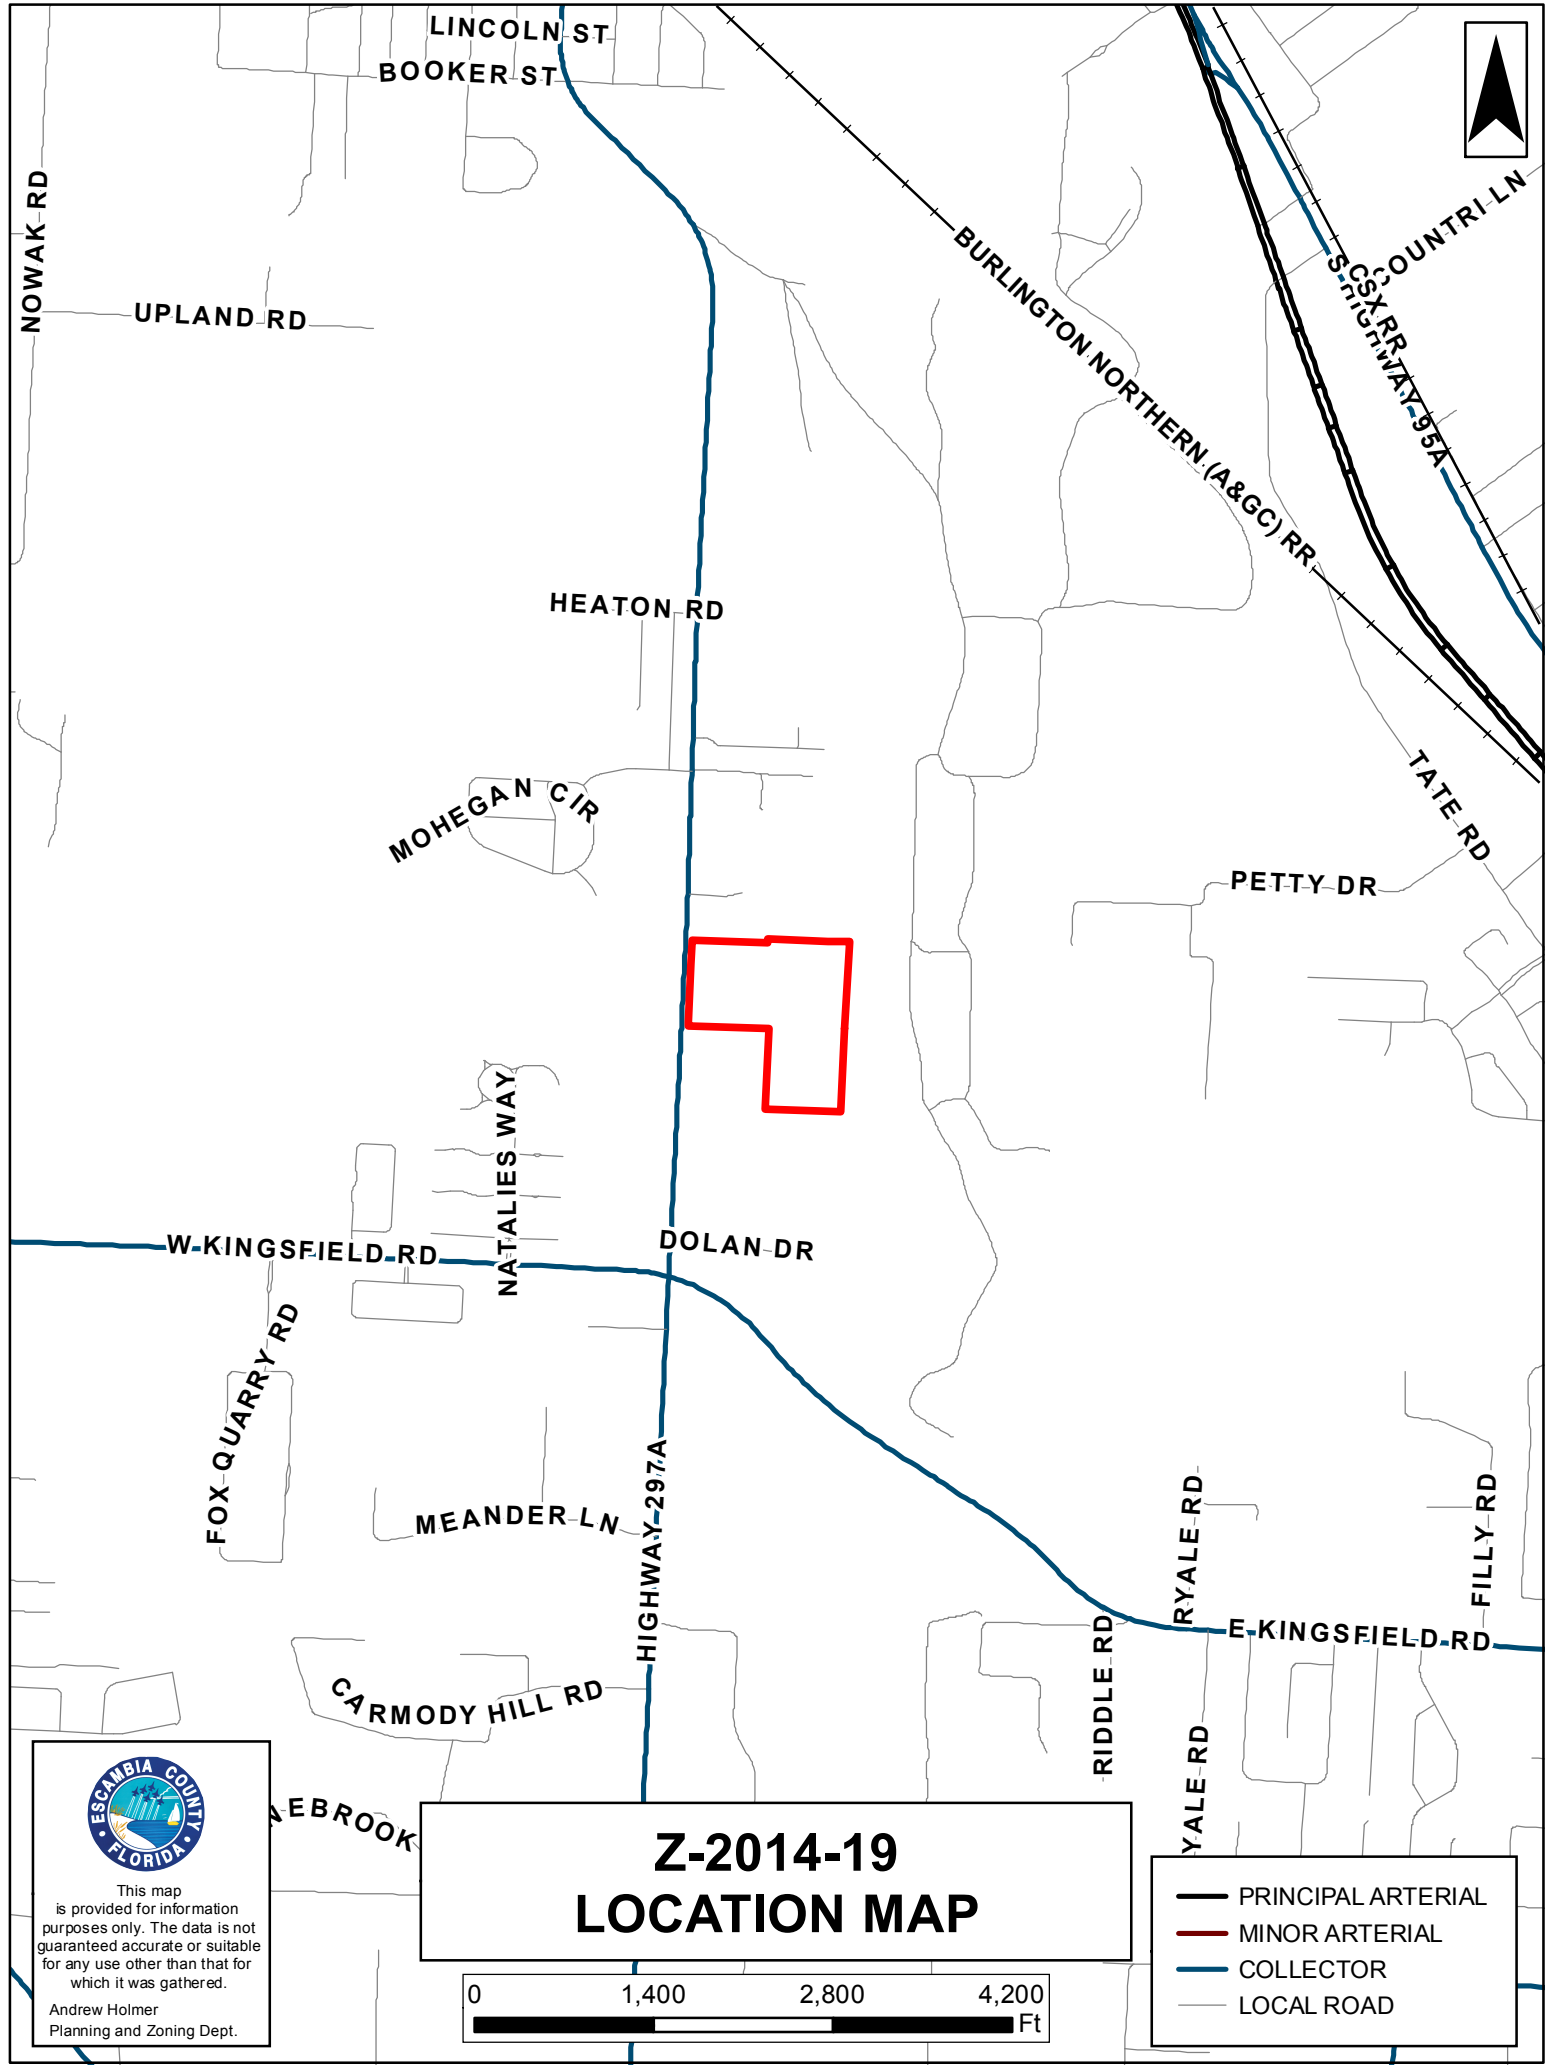 LINCOLN ST
BOOKER ST
NOWAK RD
UPLAND RD
COUNTRI LN
CSX RR
S HIGHWAY 95A
BURLINGTON NORTHERN (A&GC) RR
HEATON RD
MOHEGAN CIR
TATE RD
PETTY DR
NATALIES WAY
W KINGSFIELD RD
DOLAN DR
FOX QUARRY RD
HIGHWAY 297A
MEANDER LN
RYALE RD
FILLY RD
E KINGSFIELD RD
RIDDLE RD
CARMODY HILL RD
YALE RD
NEBROOK
ESCAMBIA COUNTY
FLORIDA
This map
is provided for information
purposes only. The data is not
guaranteed accurate or suitable
for any use other than that for
which it was gathered.
Andrew Holmer
Planning and Zoning Dept.
Z-2014-19
LOCATION MAP
0 1,400 2,800 4,200
Ft
PRINCIPAL ARTERIAL
MINOR ARTERIAL
COLLECTOR
LOCAL ROAD